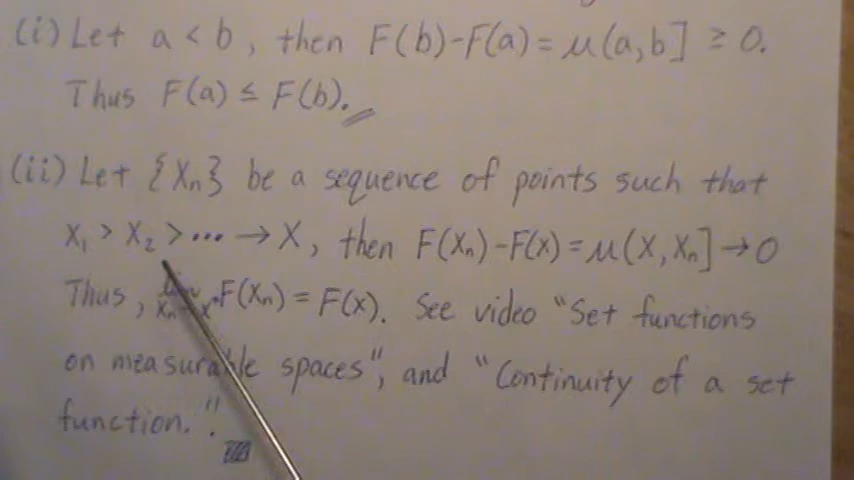 (i) Let a < b, then F(b)-F(a) = μ(a,b] ≥ 0.
Thus F(a) ≤ F(b).
(ii) Let {Xₙ} be a sequence of points such that
X₁ > X₂ > ... → X, then F(Xₙ)-F(x) = μ(X,Xₙ] → 0
Thus, F(Xₙ) = F(x). See video "Set functions
on measurable spaces", and "Continuity of a set
function.".